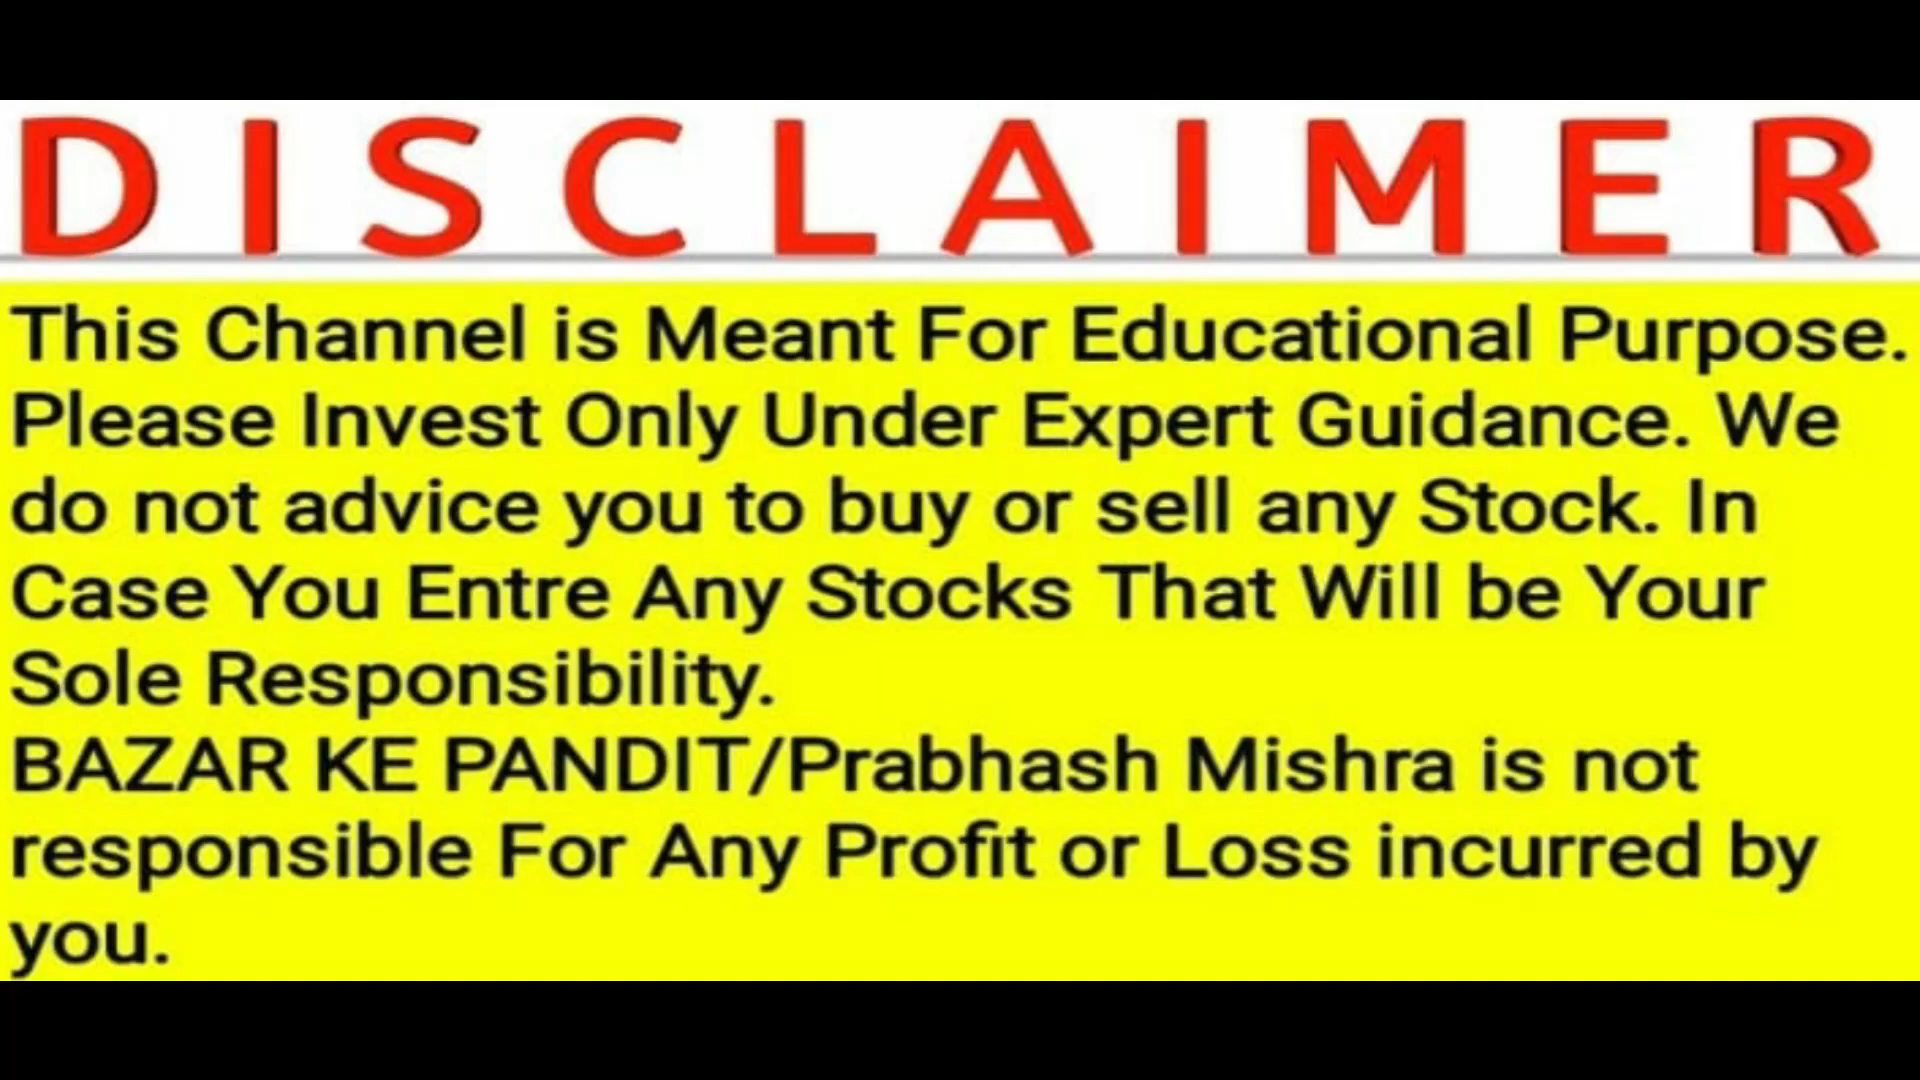 DISCLAIMER
This Channel is Meant For Educational Purpose.
Please Invest Only Under Expert Guidance. We
do not advice you to buy or sell any Stock. In
Case You Entre Any Stocks That Will be Your
Sole Responsibility.
BAZAR KE PANDIT/Prabhash Mishra is not
responsible For Any Profit or Loss incurred by
you.